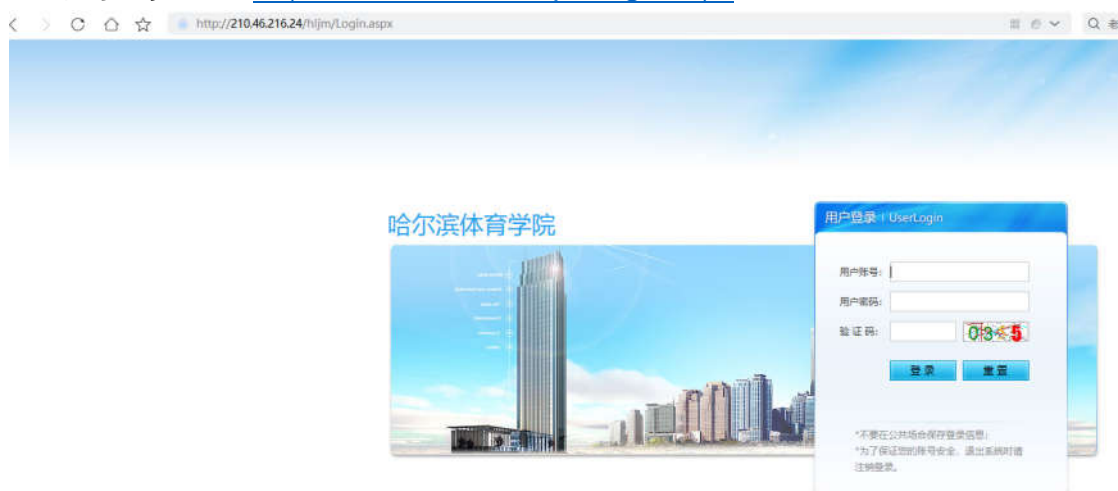 http://210.46.216.24/hljm/Login.aspx
哈尔滨体育学院
用户登录 | UserLogin
用户账号:
用户密码:
验证码:
登录 重置
*不要在公共场合保存登录信息;
*为了保证您的账号安全，退出系统时请
注销登录。